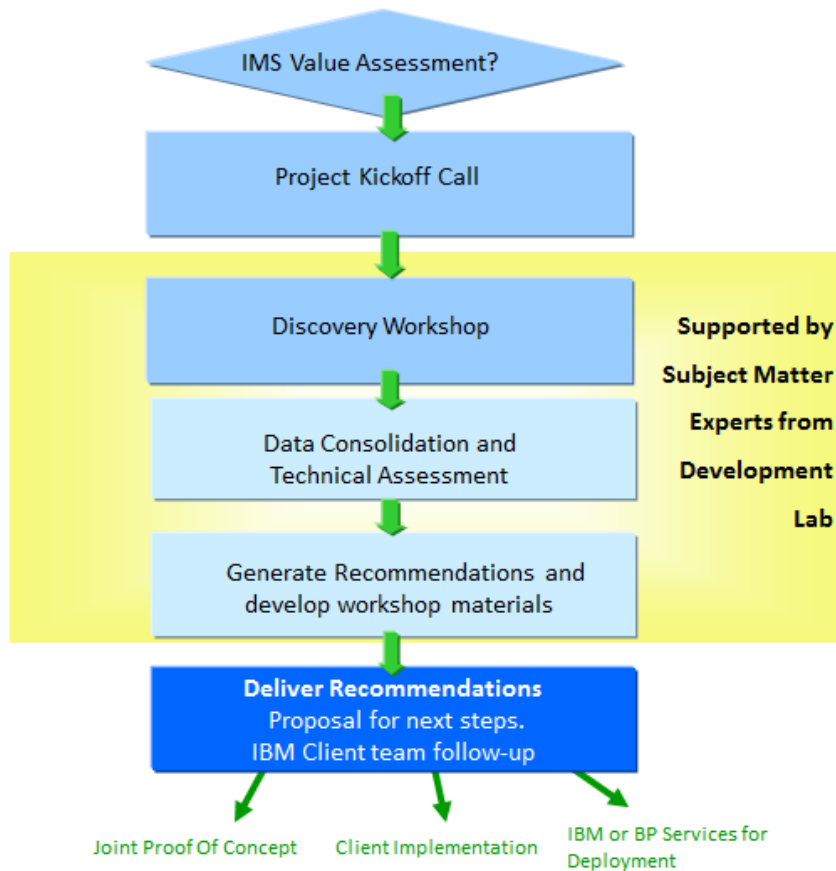 IMS Value Assessment?
Project Kickoff Call
Discovery Workshop
Supported by
Subject Matter
Experts from
Development
Lab
Data Consolidation and
Technical Assessment
Generate Recommendations and
develop workshop materials
Deliver Recommendations
Proposal for next steps.
IBM Client team follow-up
Joint Proof Of Concept
Client Implementation
IBM or BP Services for
Deployment